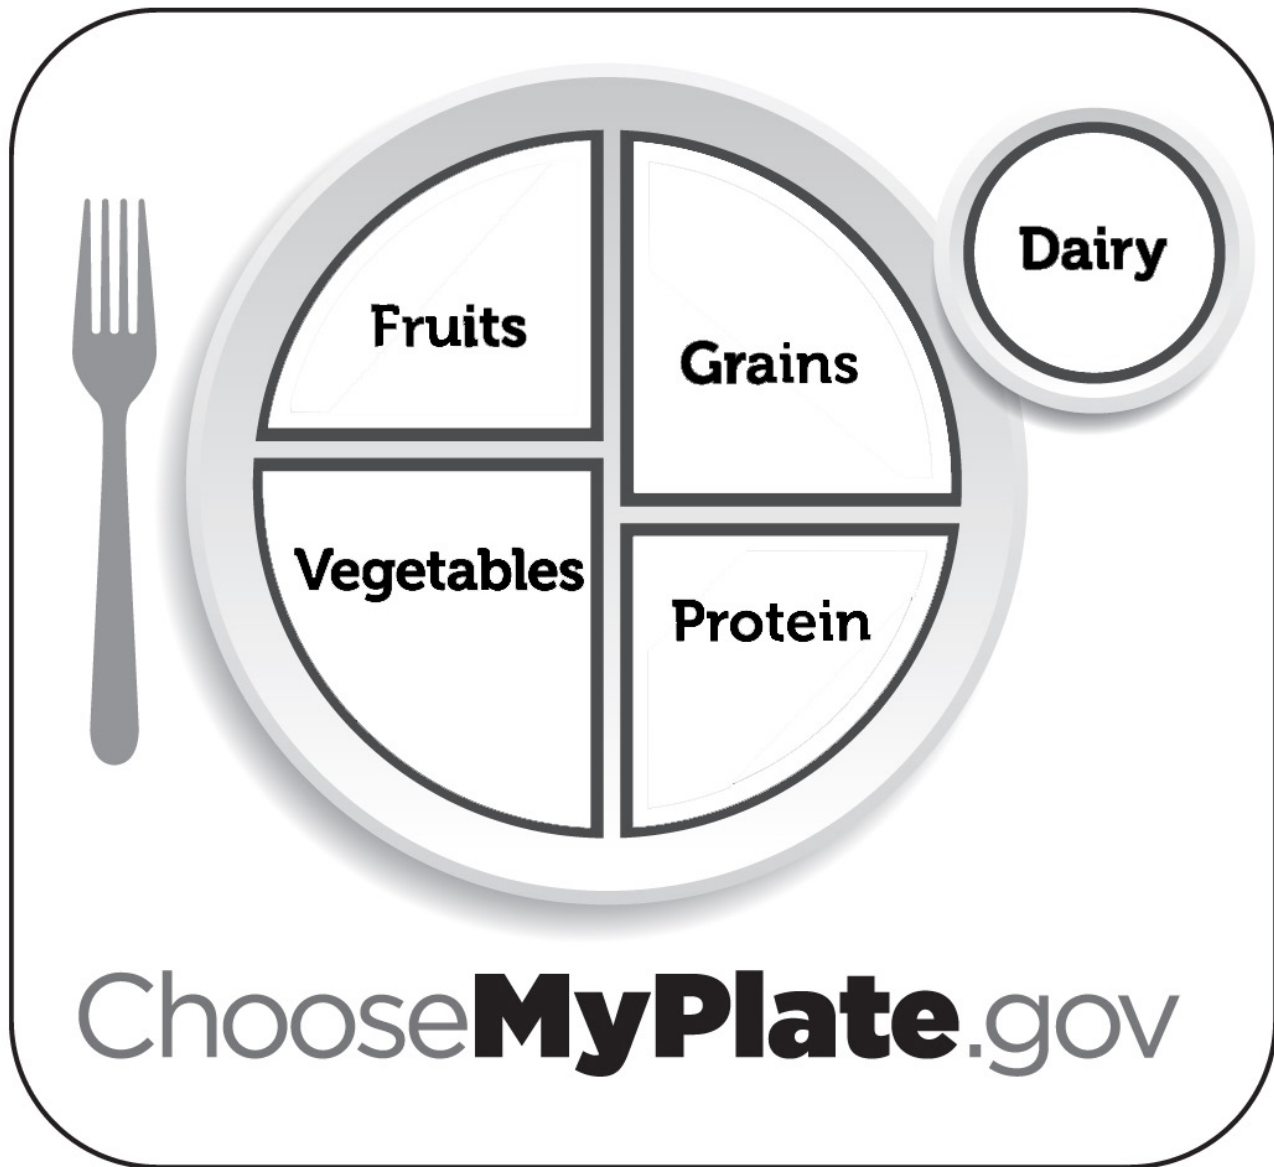 Dairy
Fruits
Grains
Vegetables
Protein
ChooseMyPlate.gov